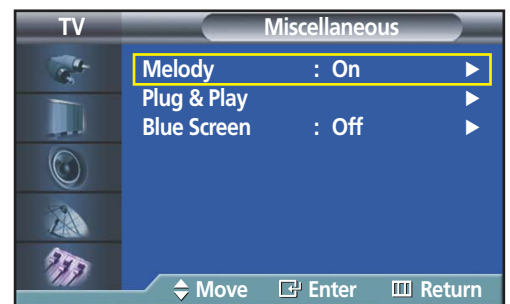 TV Miscellaneous
Melody : On
Plug & Play
Blue Screen : Off
Move Enter Return